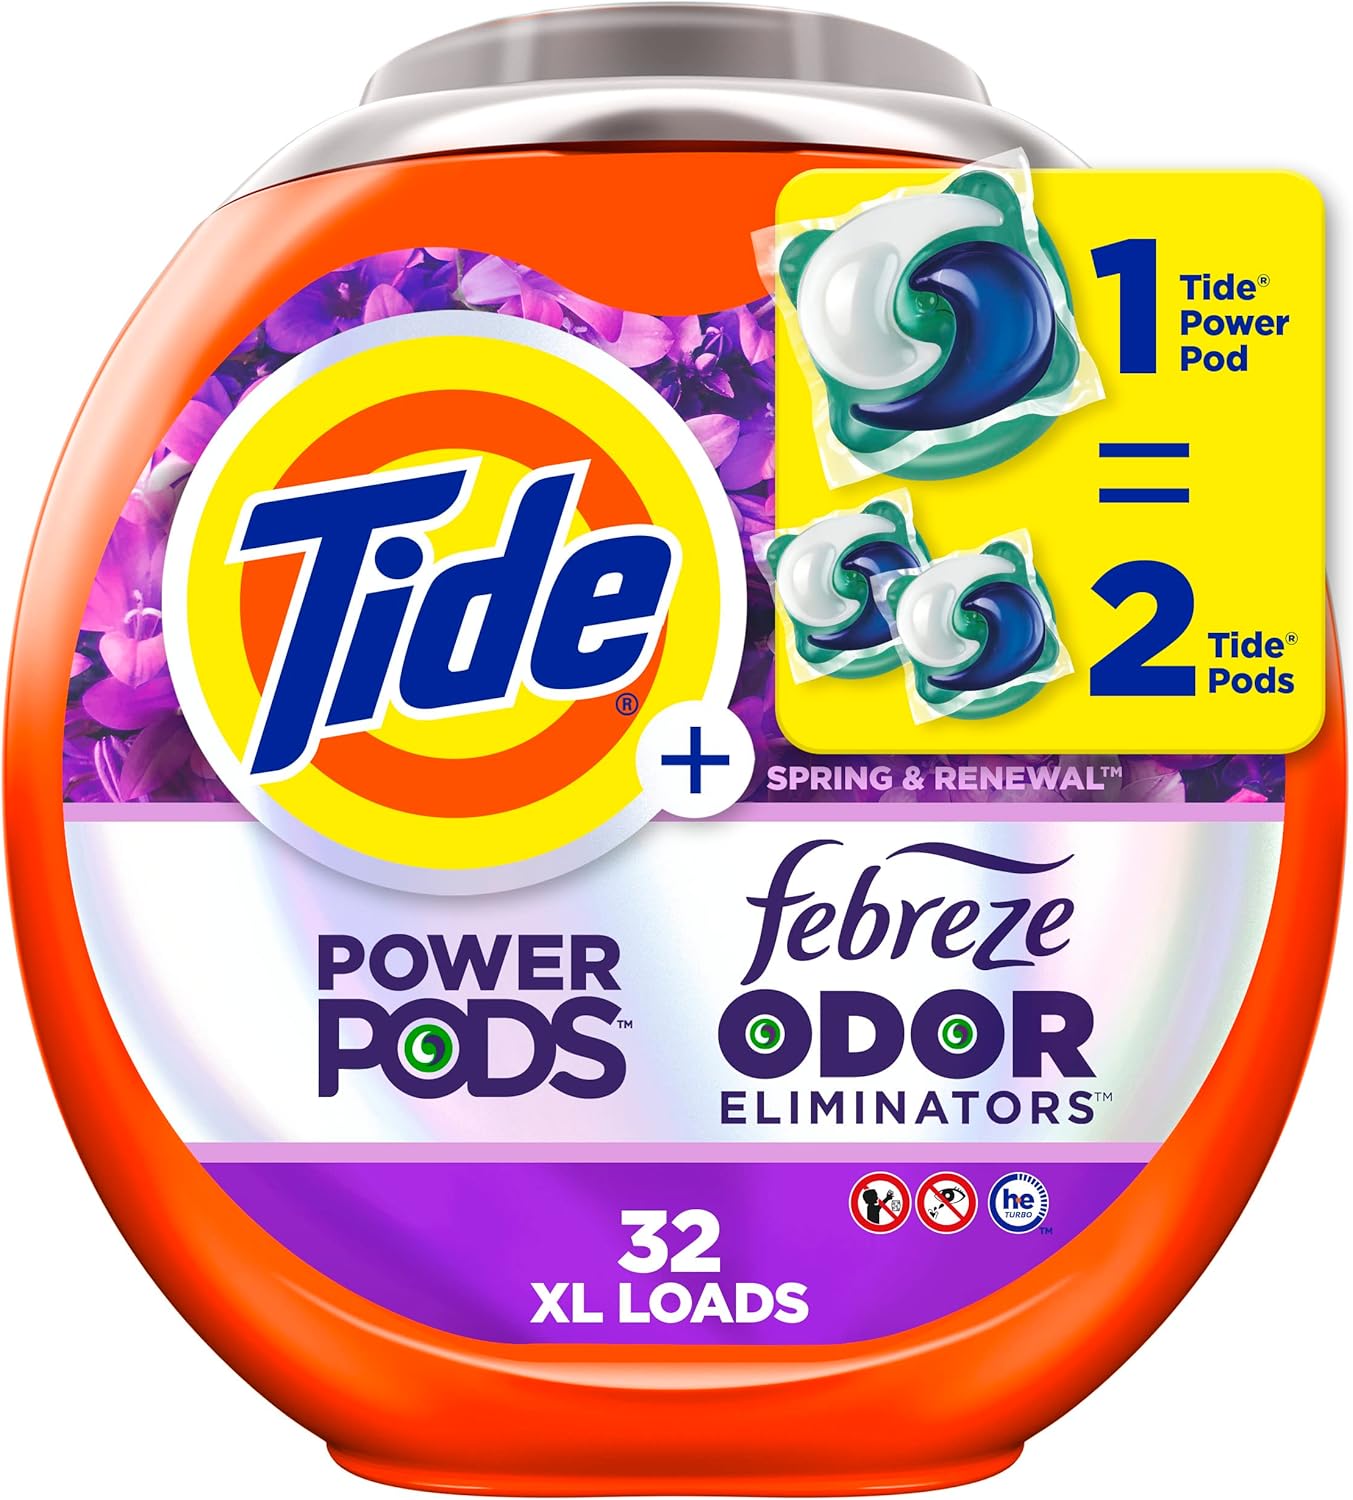 1 Tide®
Power
Pod
=
2 Tide®
Pods
Tide®
+
SPRING & RENEWAL™
febreze
ODOR
ELIMINATORS™
POWER
PODS™
32
XL LOADS
he
TURBO
™